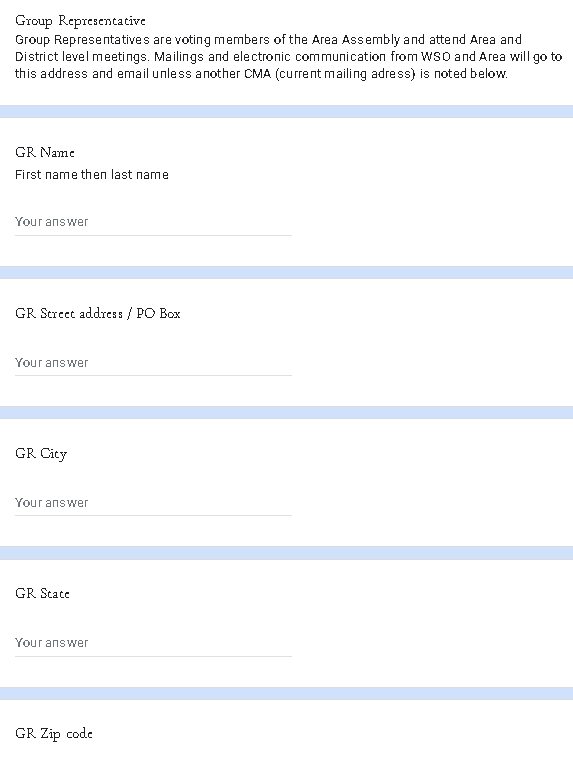 Group Representative
Group Representatives are voting members of the Area Assembly and attend Area and
District level meetings. Mailings and electronic communication from WSO and Area will go to
this address and email unless another CMA (current mailing adress) is noted below.
GR Name
First name then last name
Your answer
GR Street address / PO Box
Your answer
GR City
Your answer
GR State
Your answer
GR Zip code